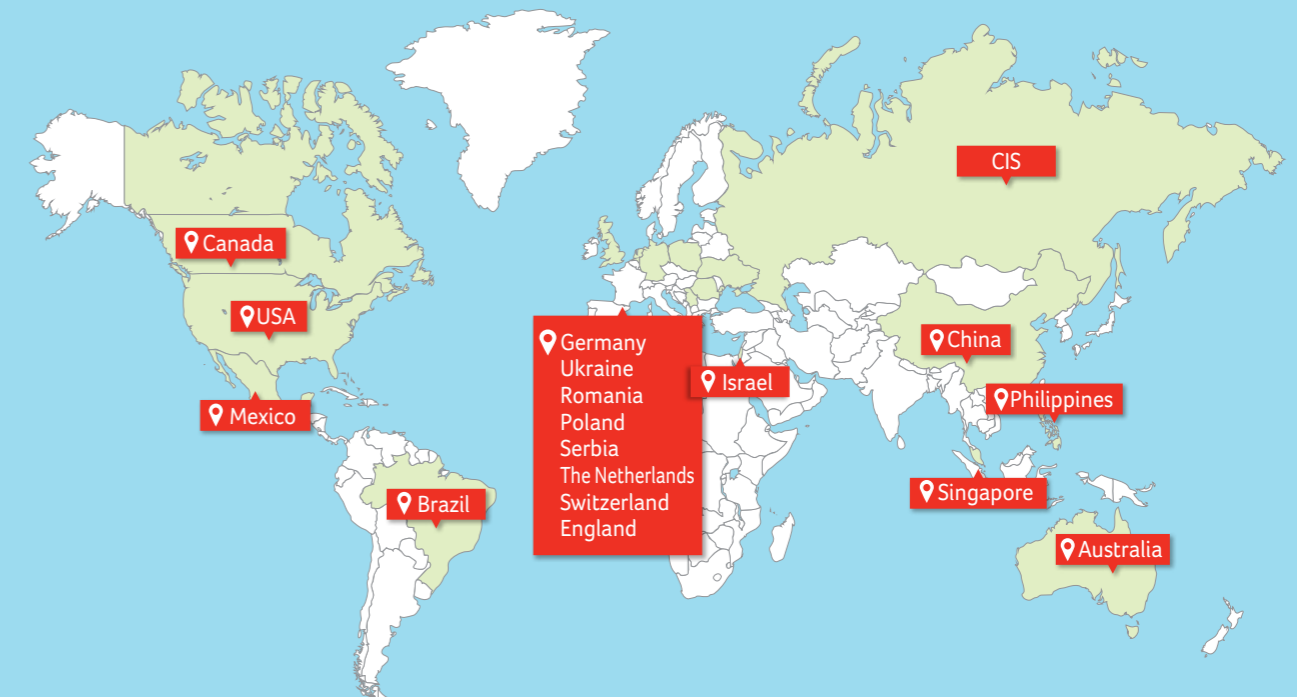 CIS
Canada
USA
Mexico
Brazil
Germany
Ukraine
Romania
Poland
Serbia
The Netherlands
Switzerland
England
Israel
China
Philippines
Singapore
Australia